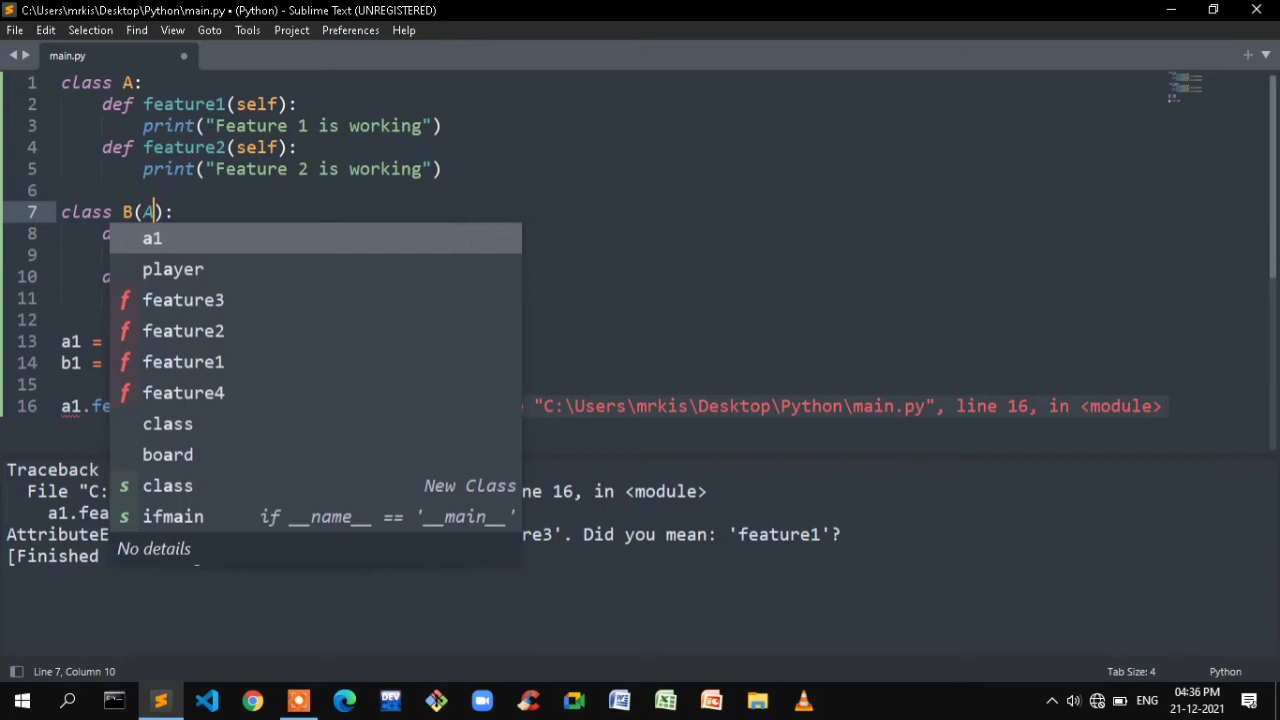 C:\Users\mrkis\Desktop\Python\main.py • (Python) - Sublime Text (UNREGISTERED)
File Edit Selection Find View Goto Tools Project Preferences Help
main.py
1 class A:
2 def feature1(self):
3 print("Feature 1 is working")
4 def feature2(self):
5 print("Feature 2 is working")
6
7 class B(A):
8
a1
9
player
10
11
feature3
12
feature2
13 a1 =
14 b1 =
feature1
15
feature4
16 a1.fe "C:\Users\mrkis\Desktop\Python\main.py", line 16, in <module>
class
board
Traceback
class New Class
File "C: ne 16, in <module>
a1.fea
ifmain if __name__ == '__main__'
AttributeE re3'. Did you mean: 'feature1'?
No details
[Finished
Line 7, Column 10 Tab Size: 4 Python
DEV
ENG
04:36 PM
21-12-2021